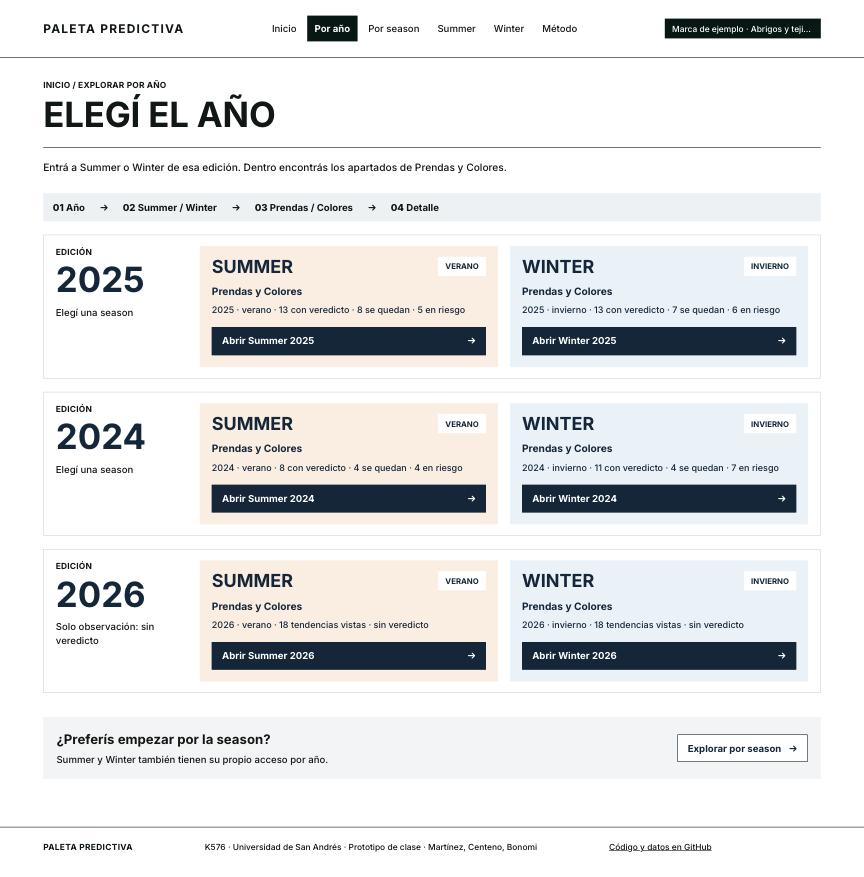 PALETA PREDICTIVA
Inicio
Por año
Por season
Summer
Winter
Método
Marca de ejemplo · Abrigos y teji...
INICIO / EXPLORAR POR AÑO
ELEGÍ EL AÑO
Entrá a Summer o Winter de esa edición. Dentro encontrás los apartados de Prendas y Colores.
01 Año → 02 Summer / Winter → 03 Prendas / Colores → 04 Detalle
EDICIÓN
2025
Elegí una season
SUMMER
VERANO
Prendas y Colores
2025 · verano · 13 con veredicto · 8 se quedan · 5 en riesgo
Abrir Summer 2025 →
WINTER
INVIERNO
Prendas y Colores
2025 · invierno · 13 con veredicto · 7 se quedan · 6 en riesgo
Abrir Winter 2025 →
EDICIÓN
2024
Elegí una season
SUMMER
VERANO
Prendas y Colores
2024 · verano · 8 con veredicto · 4 se quedan · 4 en riesgo
Abrir Summer 2024 →
WINTER
INVIERNO
Prendas y Colores
2024 · invierno · 11 con veredicto · 4 se quedan · 7 en riesgo
Abrir Winter 2024 →
EDICIÓN
2026
Solo observación: sin
veredicto
SUMMER
VERANO
Prendas y Colores
2026 · verano · 18 tendencias vistas · sin veredicto
Abrir Summer 2026 →
WINTER
INVIERNO
Prendas y Colores
2026 · invierno · 18 tendencias vistas · sin veredicto
Abrir Winter 2026 →
¿Preferís empezar por la season?
Summer y Winter también tienen su propio acceso por año.
Explorar por season →
PALETA PREDICTIVA
K576 · Universidad de San Andrés · Prototipo de clase · Martínez, Centeno, Bonomi
Código y datos en GitHub